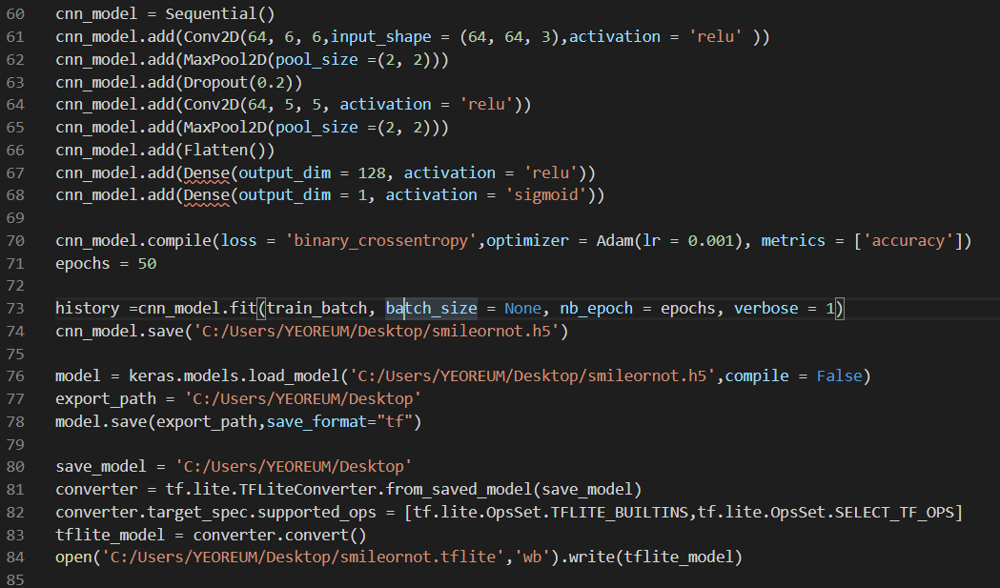 60 cnn_model = Sequential()
61 cnn_model.add(Conv2D(64, 6, 6,input_shape = (64, 64, 3),activation = 'relu' ))
62 cnn_model.add(MaxPool2D(pool_size =(2, 2)))
63 cnn_model.add(Dropout(0.2))
64 cnn_model.add(Conv2D(64, 5, 5, activation = 'relu'))
65 cnn_model.add(MaxPool2D(pool_size =(2, 2)))
66 cnn_model.add(Flatten())
67 cnn_model.add(Dense(output_dim = 128, activation = 'relu'))
68 cnn_model.add(Dense(output_dim = 1, activation = 'sigmoid'))
69
70 cnn_model.compile(loss = 'binary_crossentropy',optimizer = Adam(lr = 0.001), metrics = ['accuracy'])
71 epochs = 50
72
73 history =cnn_model.fit(train_batch, batch_size = None, nb_epoch = epochs, verbose = 1)
74 cnn_model.save('C:/Users/YEOREUM/Desktop/smileornot.h5')
75
76 model = keras.models.load_model('C:/Users/YEOREUM/Desktop/smileornot.h5',compile = False)
77 export_path = 'C:/Users/YEOREUM/Desktop'
78 model.save(export_path,save_format="tf")
79
80 save_model = 'C:/Users/YEOREUM/Desktop'
81 converter = tf.lite.TFLiteConverter.from_saved_model(save_model)
82 converter.target_spec.supported_ops = [tf.lite.OpsSet.TFLITE_BUILTINS,tf.lite.OpsSet.SELECT_TF_OPS]
83 tflite_model = converter.convert()
84 open('C:/Users/YEOREUM/Desktop/smileornot.tflite','wb').write(tflite_model)
85